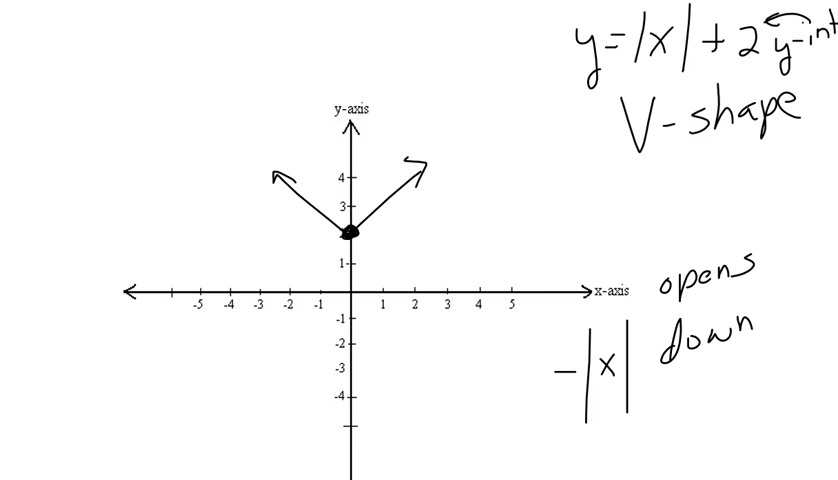 y=|x|+2 y-int
V-shape
y-axis
4
3
1
-5 -4 -3 -2 -1 1 2 3 4 5 x-axis
-1
-2
-3
-4
opens
down
-|x|